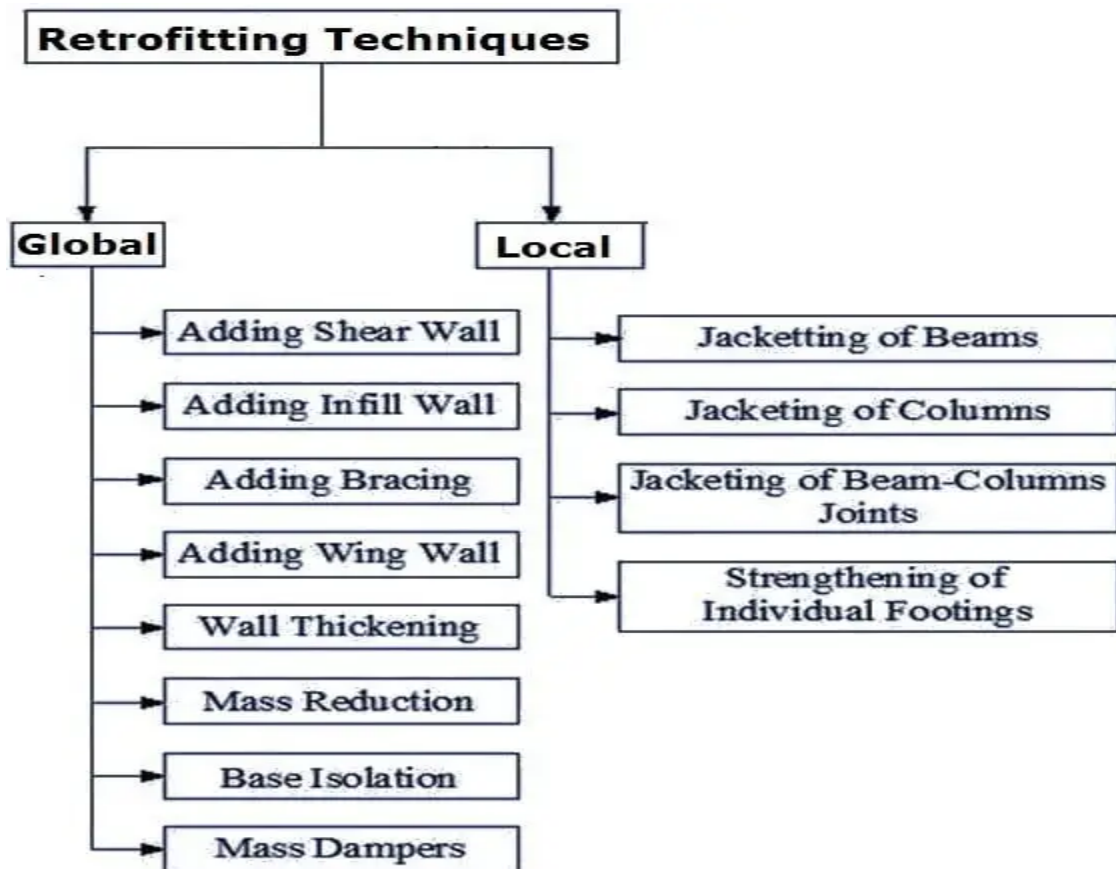 Retrofitting Techniques
Global
Local
Adding Shear Wall
Adding Infill Wall
Adding Bracing
Adding Wing Wall
Wall Thickening
Mass Reduction
Base Isolation
Mass Dampers
Jacketting of Beams
Jacketing of Columns
Jacketing of Beam-Columns
Joints
Strengthening of
Individual Footings